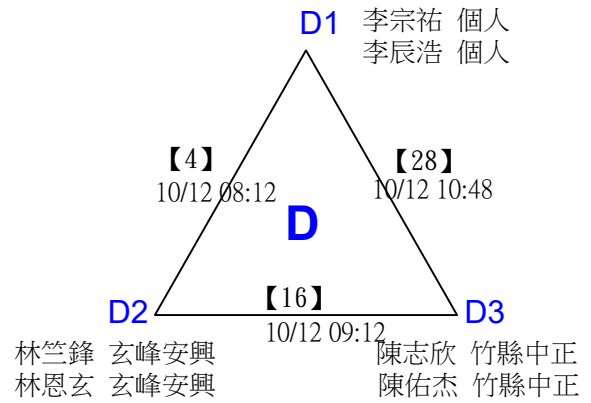 D1 李宗祐 個人
李辰浩 個人
【4】
10/12 08:12
【28】
10/12 10:48
D
【16】
10/12 09:12
D2
林竺鋒 玄峰安興
林恩玄 玄峰安興
D3
陳志欣 竹縣中正
陳佑杰 竹縣中正